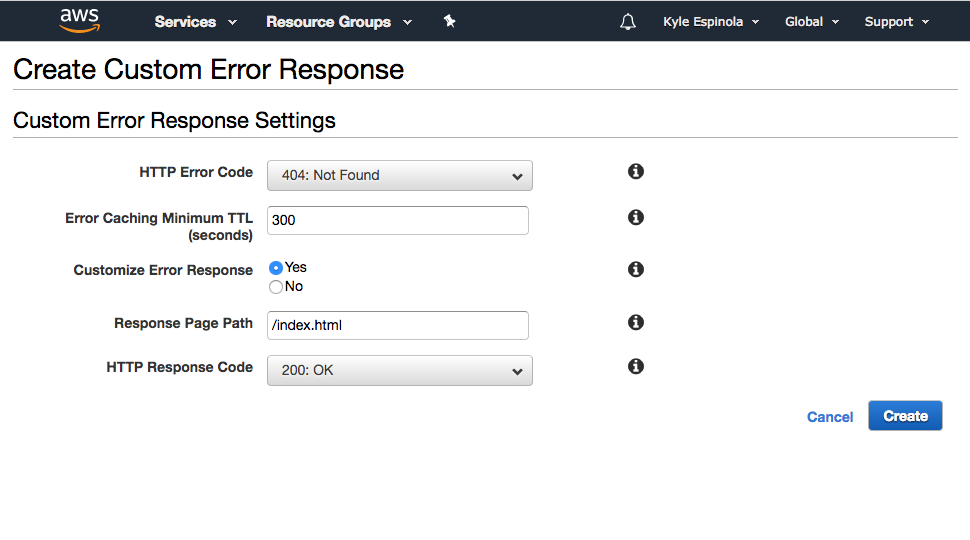 aws Services Resource Groups Kyle Espinola Global Support
Create Custom Error Response
Custom Error Response Settings
HTTP Error Code 404: Not Found
Error Caching Minimum TTL 300
(seconds)
Customize Error Response Yes
No
Response Page Path /index.html
HTTP Response Code 200: OK
Cancel Create